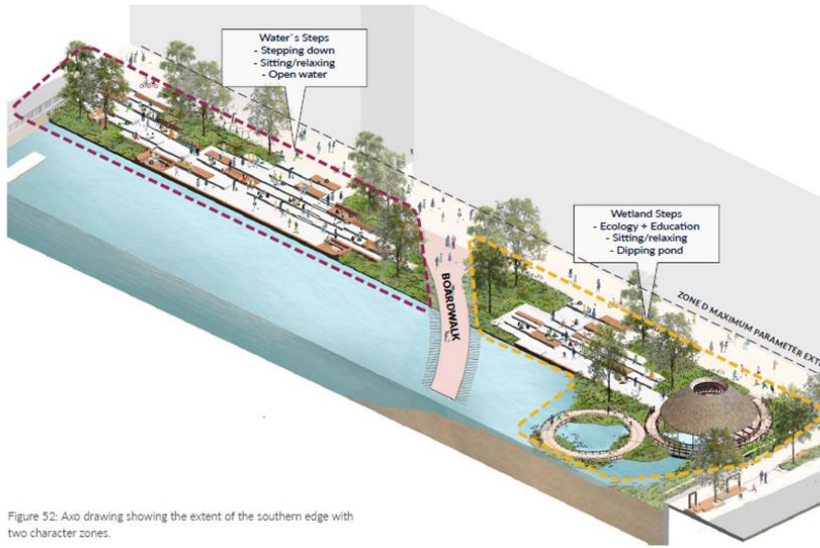 Water`s Steps
- Stepping down
- Sitting/relaxing
- Open water
Wetland Steps
- Ecology + Education
- Sitting/relaxing
- Dipping pond
BOARDWALK
ZONE D MAXIMUM PARAMETER EXT
Figure 52: Axo drawing showing the extent of the southern edge with
two character zones.